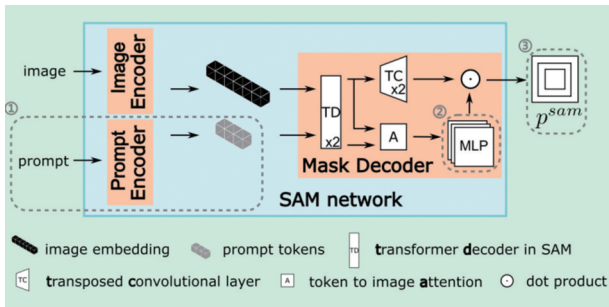 image
Image
Encoder
①
prompt
Prompt
Encoder
TD
x2
TC
x2
A
②
MLP
Mask Decoder
SAM network
③
p^sam
image embedding
prompt tokens
TD
transformer decoder in SAM
TC
transposed convolutional layer
A
token to image attention
dot product